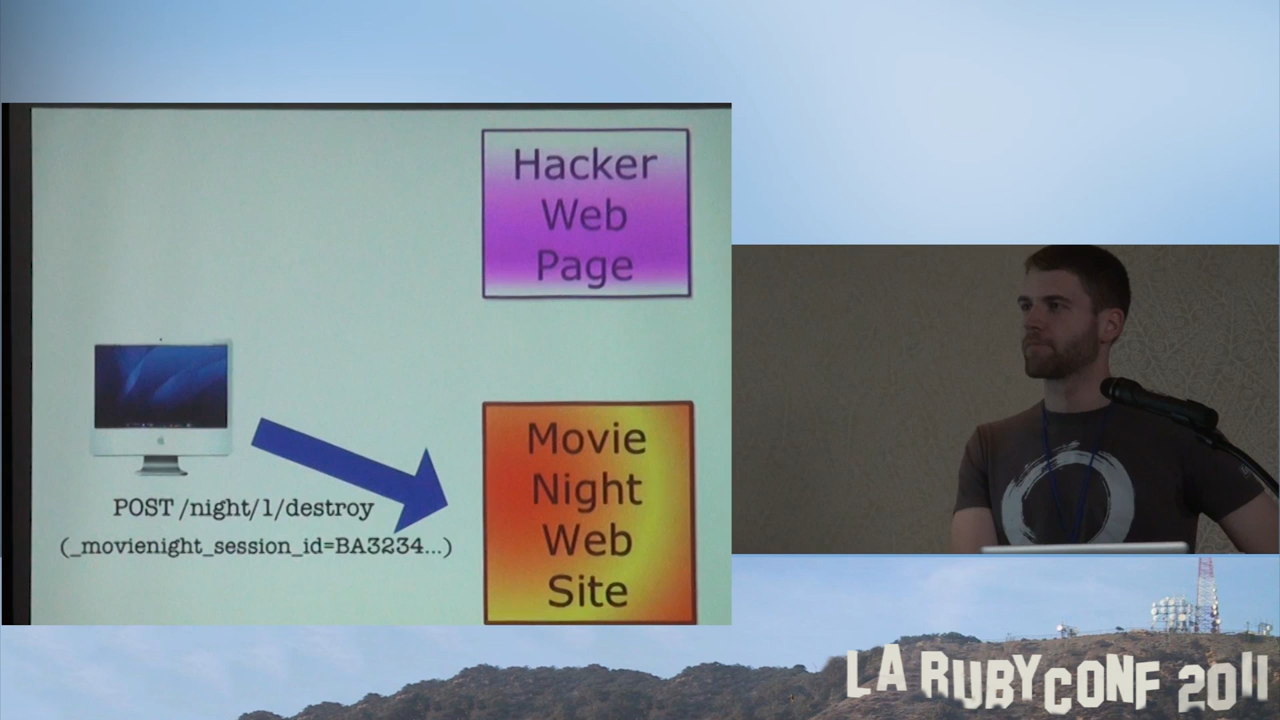 Hacker
Web
Page
POST /night/1/destroy
(_movienight_session_id=BA3234...)
Movie
Night
Web
Site
LA RUBYCONF 2011